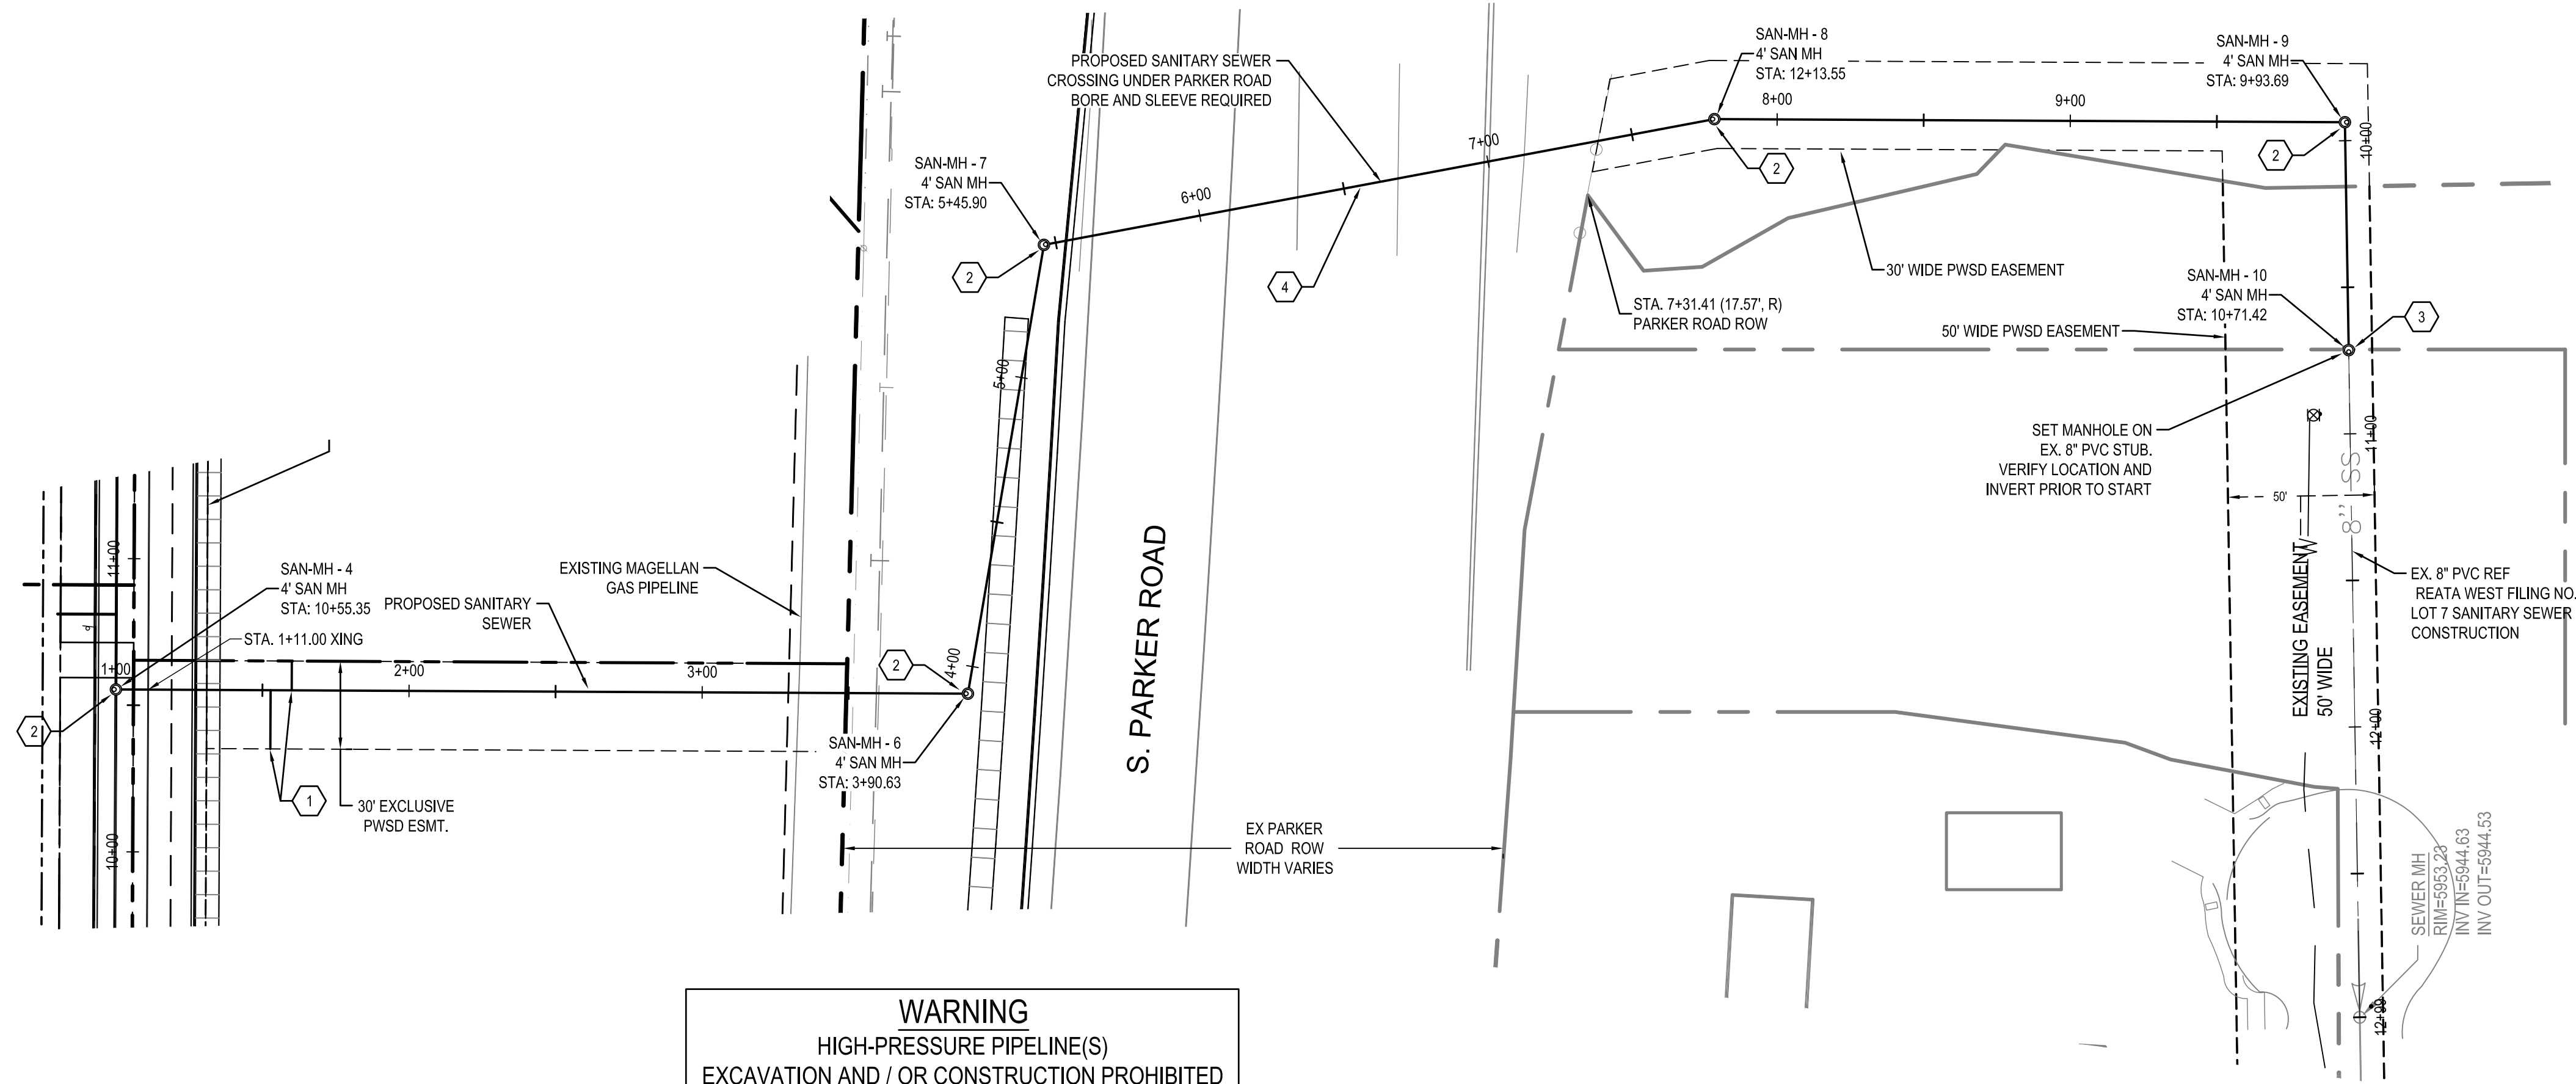 PROPOSED SANITARY SEWER
CROSSING UNDER PARKER ROAD
BORE AND SLEEVE REQUIRED
SAN-MH - 8
4' SAN MH
STA: 12+13.55
SAN-MH - 9
4' SAN MH
STA: 9+93.69
8+00
9+00
10+00
7+00
6+00
SAN-MH - 7
4' SAN MH
STA: 5+45.90
2
2
2
4
30' WIDE PWSD EASEMENT
STA. 7+31.41 (17.57', R)
PARKER ROAD ROW
50' WIDE PWSD EASEMENT
SAN-MH - 10
4' SAN MH
STA: 10+71.42
3
5+00
SET MANHOLE ON
EX. 8" PVC STUB.
VERIFY LOCATION AND
INVERT PRIOR TO START
11+00
8'' SS
50'
W
EXISTING EASEMENT
50' WIDE
EX. 8" PVC REF
REATA WEST FILING NO.
LOT 7 SANITARY SEWER
CONSTRUCTION
S. PARKER ROAD
11+00
SAN-MH - 4
4' SAN MH
STA: 10+55.35
PROPOSED SANITARY
SEWER
EXISTING MAGELLAN
GAS PIPELINE
STA. 1+11.00 XING
1+00
2+00
3+00
4+00
2
2
SAN-MH - 6
4' SAN MH
STA: 3+90.63
12+00
1
30' EXCLUSIVE
PWSD ESMT.
10+00
EX PARKER
ROAD ROW
WIDTH VARIES
SEWER MH
RIM=5953.23
INV IN=5944.63
INV OUT=5944.53
12+99
WARNING
HIGH-PRESSURE PIPELINE(S)
EXCAVATION AND / OR CONSTRUCTION PROHIBITED